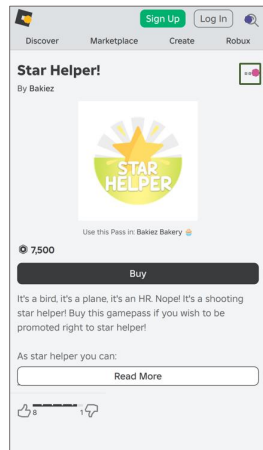 Sign Up
Log In
Discover Marketplace Create Robux
Star Helper!
By Bakiez
STAR
HELPER
Use this Pass in: Bakiez Bakery 🧁
7,500
Buy
It's a bird, it's a plane, it's an HR. Nope! It's a shooting
star helper! Buy this gamepass if you wish to be
promoted right to star helper!
As star helper you can:
Read More
8 1